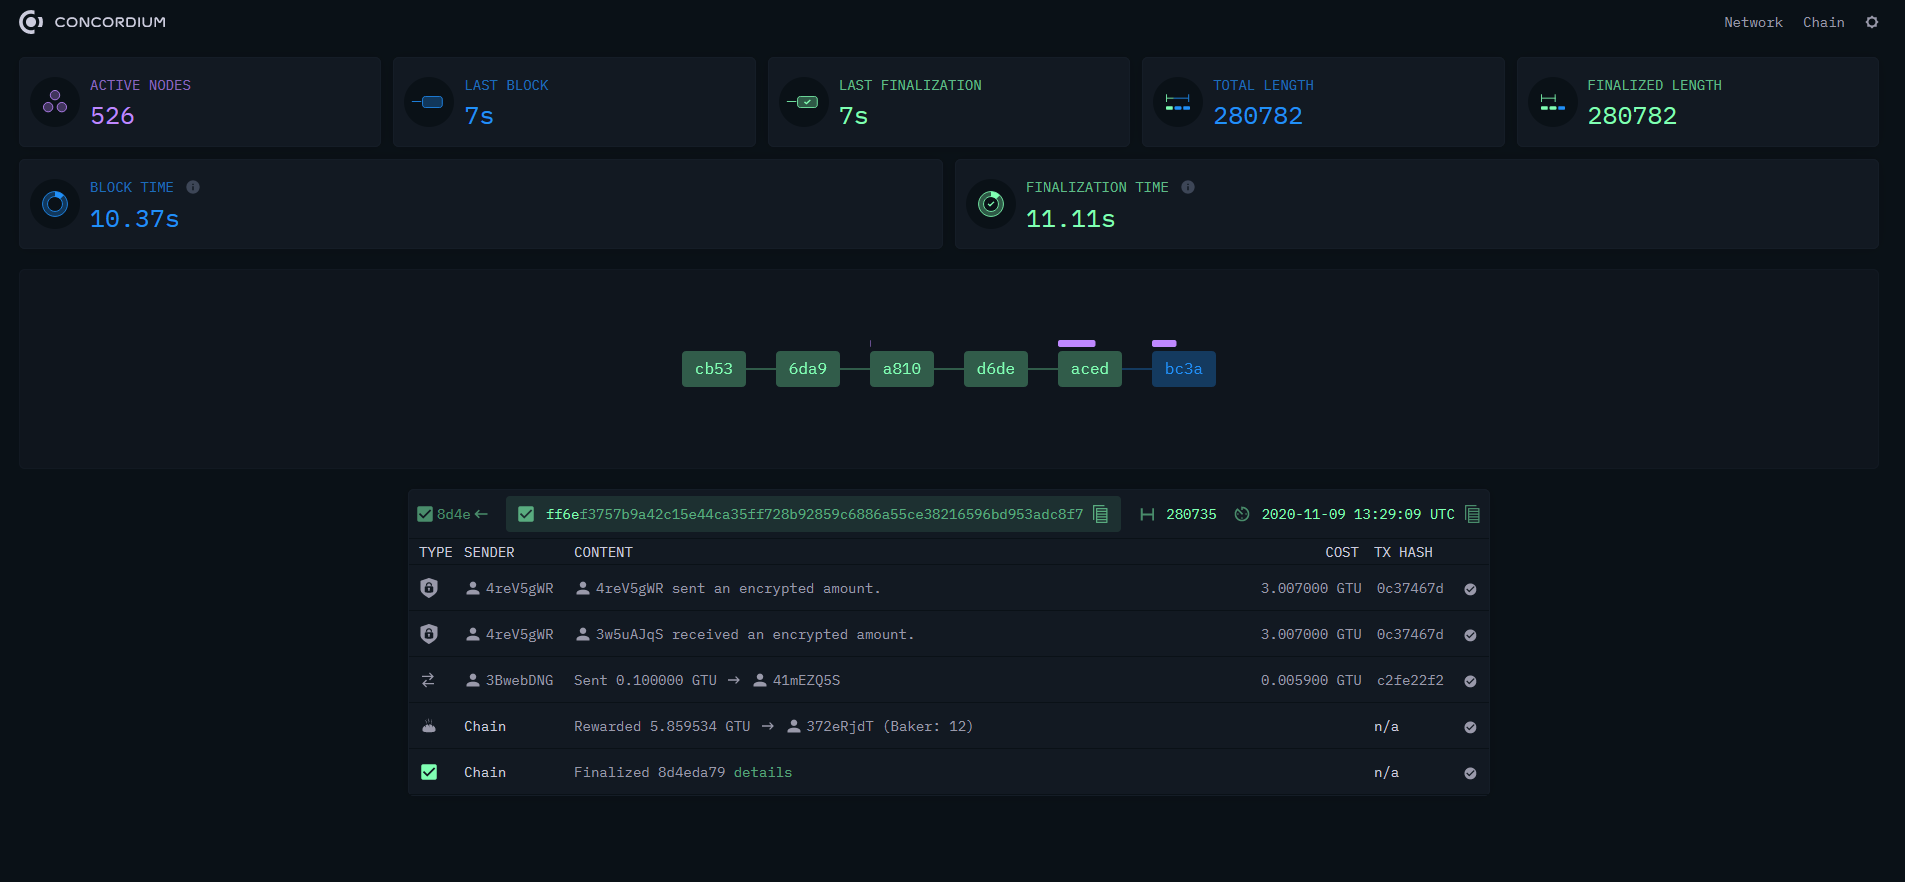 CONCORDIUM
Network Chain
ACTIVE NODES
526
LAST BLOCK
7s
LAST FINALIZATION
7s
TOTAL LENGTH
280782
FINALIZED LENGTH
280782
BLOCK TIME
10.37s
FINALIZATION TIME
11.11s
cb53 6da9 a810 d6de aced bc3a
8d4e ← ff6ef3757b9a42c15e44ca35ff728b92859c6886a55ce38216596bd953adc8f7 280735 2020-11-09 13:29:09 UTC
TYPE SENDER CONTENT COST TX HASH
4reV5gWR 4reV5gWR sent an encrypted amount. 3.007000 GTU 0c37467d
4reV5gWR 3w5uAJqS received an encrypted amount. 3.007000 GTU 0c37467d
3BwebDNG Sent 0.100000 GTU → 41mEZQ5S 0.005900 GTU c2fe22f2
Chain Rewarded 5.859534 GTU → 372eRjdT (Baker: 12) n/a
Chain Finalized 8d4eda79 details n/a